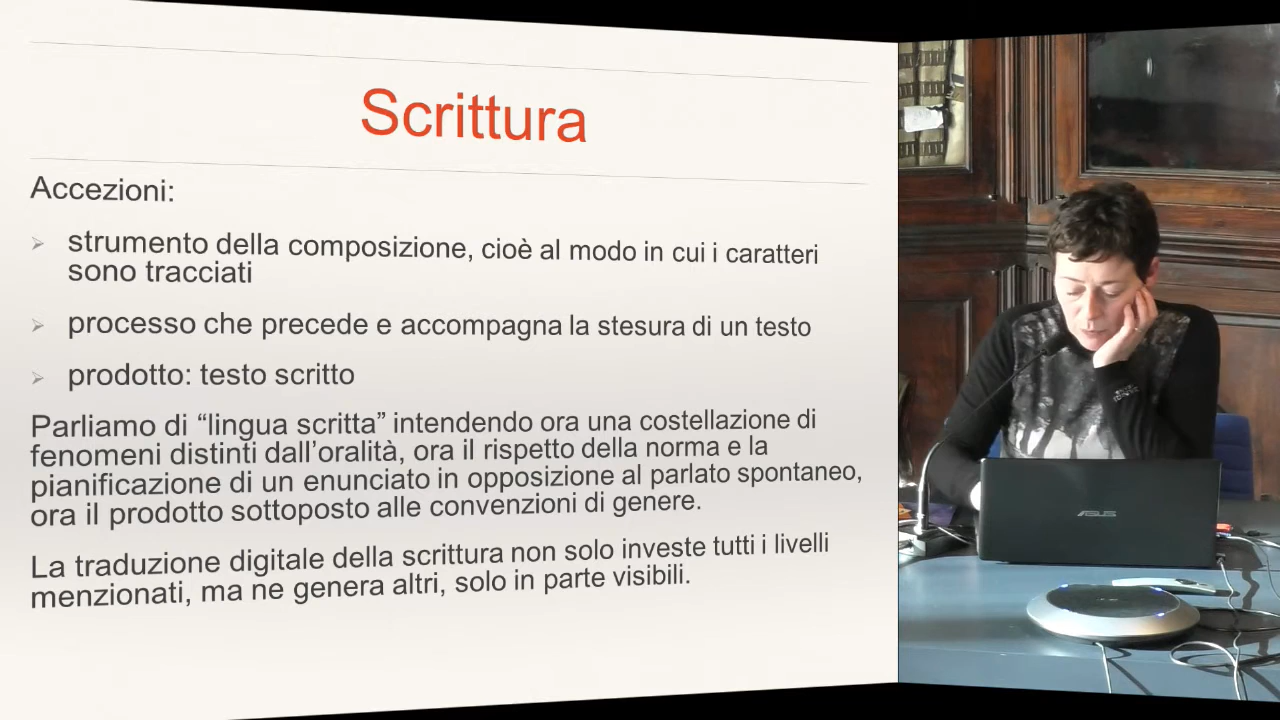 Scrittura
Accezioni:
strumento della composizione, cioè al modo in cui i caratteri
sono tracciati
processo che precede e accompagna la stesura di un testo
prodotto: testo scritto
Parliamo di “lingua scritta” intendendo ora una costellazione di
fenomeni distinti dall’oralità, ora il rispetto della norma e la
pianificazione di un enunciato in opposizione al parlato spontaneo,
ora il prodotto sottoposto alle convenzioni di genere.
La traduzione digitale della scrittura non solo investe tutti i livelli
menzionati, ma ne genera altri, solo in parte visibili.
ASUS